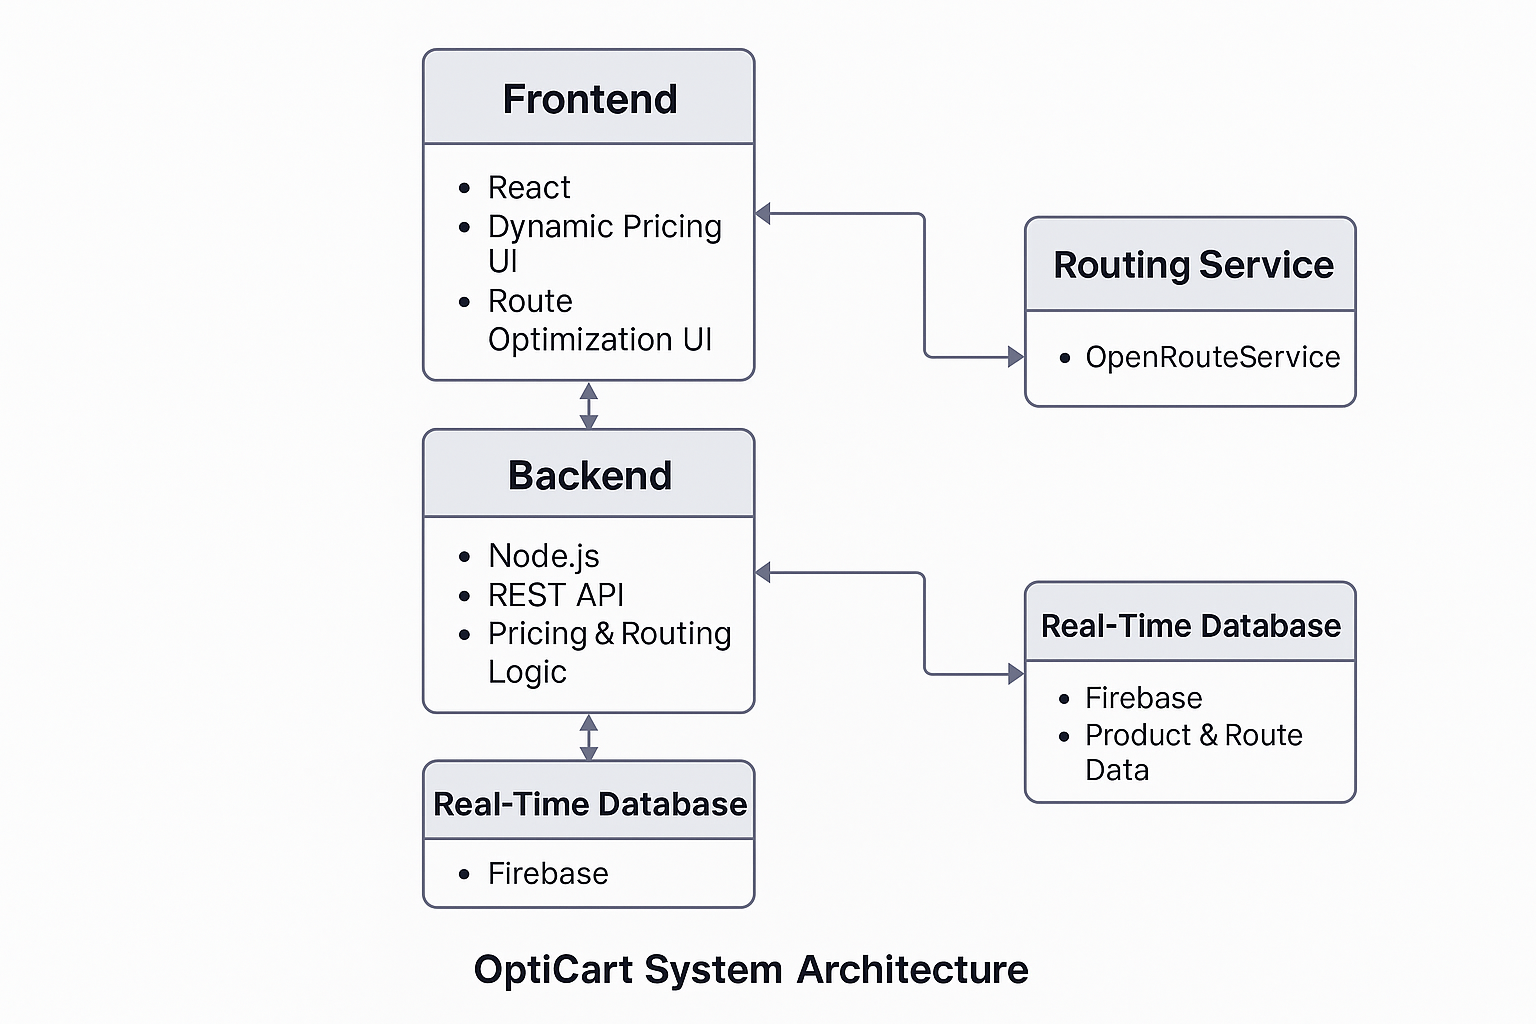 Frontend
• React
• Dynamic Pricing
UI
• Route
Optimization UI
Routing Service
• OpenRouteService
Backend
• Node.js
• REST API
• Pricing & Routing
Logic
Real-Time Database
• Firebase
• Product & Route
Data
Real-Time Database
• Firebase
OptiCart System Architecture